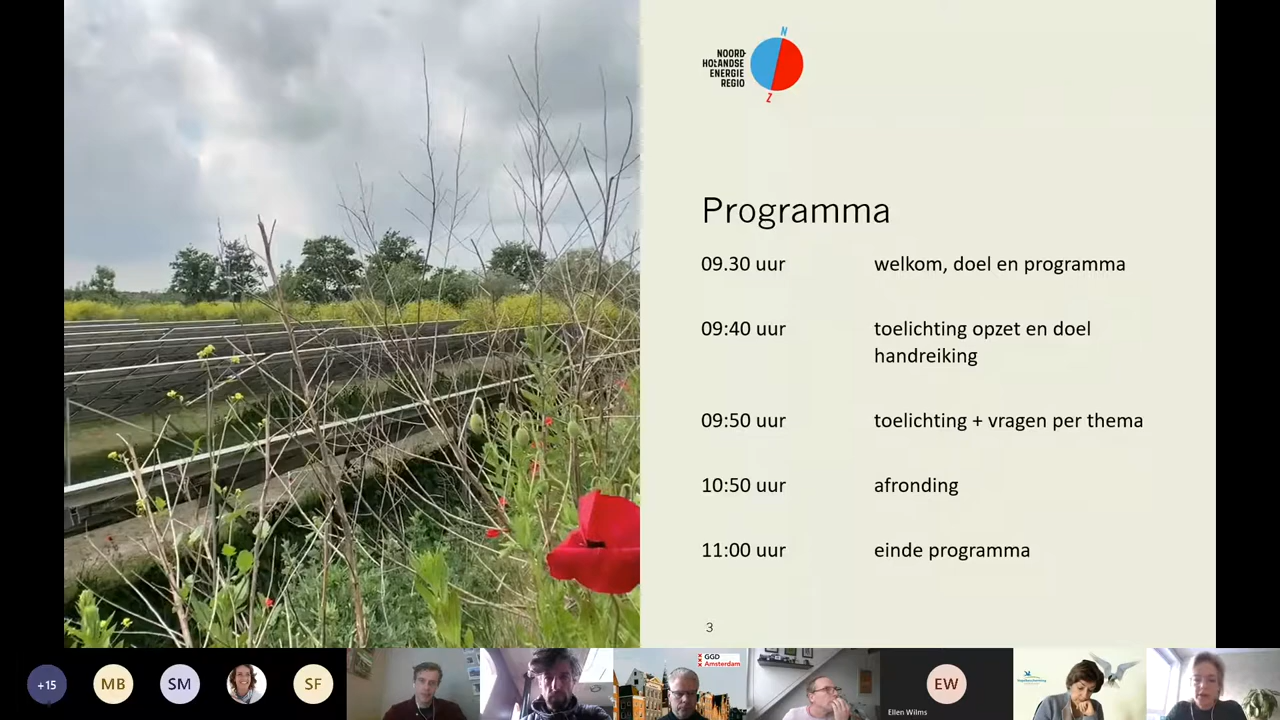 N
NOORD
HOLLANDSE
ENERGIE
REGIO
Z
Programma
09.30 uur welkom, doel en programma
09:40 uur toelichting opzet en doel
handreiking
09:50 uur toelichting + vragen per thema
10:50 uur afronding
11:00 uur einde programma
3
+15
MB
SM
SF
GGD
Amsterdam
EW
Ellen Wilms